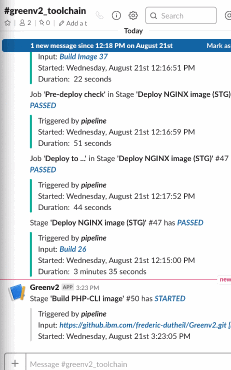 #greenv2_toolchain
2
0
Add a t
Search
Today
1 new message since 12:18 PM on August 21st
Mark as
Input: Build Image 37
Started: Wednesday, August 21st 12:16:51 PM
Duration: 22 seconds
Job 'Pre-deploy check' in Stage 'Deploy NGINX image (STG)
PASSED
Triggered by pipeline
Started: Wednesday, August 21st 12:16:59 PM
Duration: 51 seconds
Job 'Deploy to ...' in Stage 'Deploy NGINX image (STG)' #47
PASSED
Triggered by pipeline
Started: Wednesday, August 21st 12:17:52 PM
Duration: 44 seconds
Stage 'Deploy NGINX image (STG)' #47 has PASSED
Triggered by pipeline
Input: Build 26
Started: Wednesday, August 21st 12:15:00 PM
Duration: 3 minutes 35 seconds
new
Greenv2 APP 3:23 PM
Stage 'Build PHP-CLI image' #50 has STARTED
Triggered by pipeline
Input: https://github.ibm.com/frederic-dutheil/Greenv2.git [
Started: Wednesday, August 21st 3:23:05 PM
Message #greenv2_toolchain